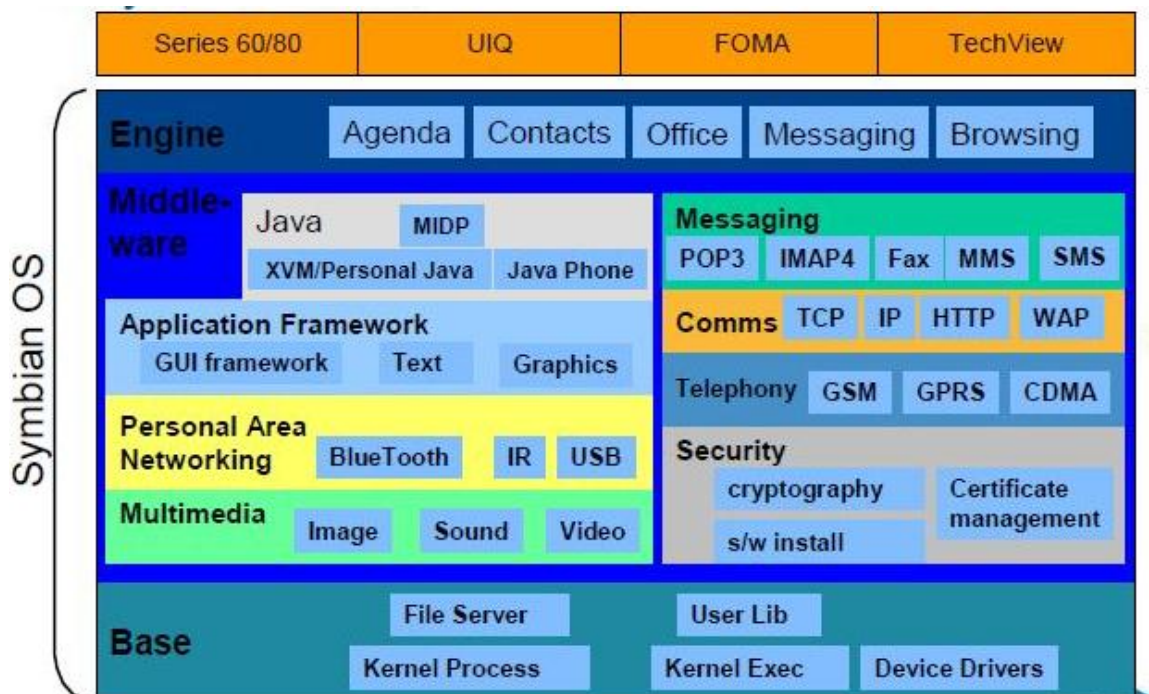 Series 60/80 UIQ FOMA TechView
Symbian OS
Engine Agenda Contacts Office Messaging Browsing
Middle-
ware
Java MIDP
XVM/Personal Java Java Phone
Application Framework
GUI framework Text Graphics
Personal Area
Networking BlueTooth IR USB
Multimedia
Image Sound Video
Messaging
POP3 IMAP4 Fax MMS SMS
Comms TCP IP HTTP WAP
Telephony GSM GPRS CDMA
Security
cryptography
Certificate
management
s/w install
Base
File Server User Lib
Kernel Process Kernel Exec Device Drivers